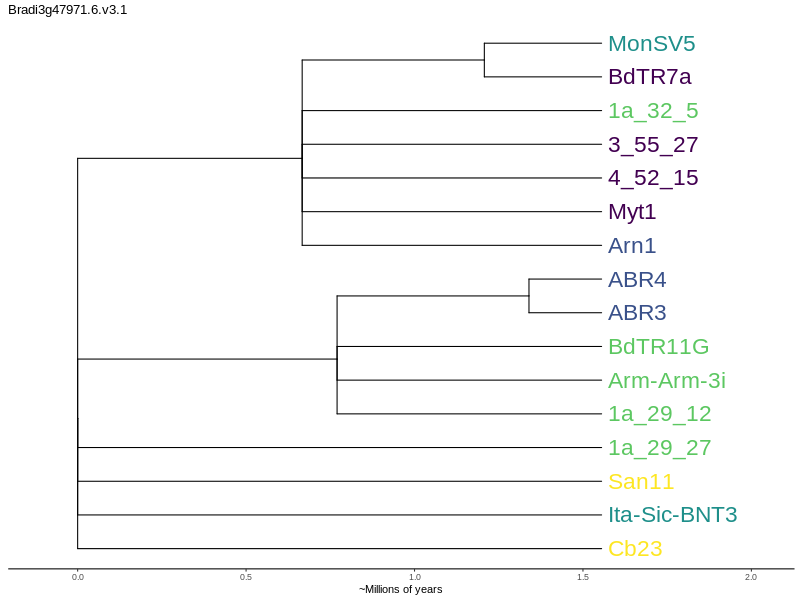 Bradi3g47971.6.v3.1
MonSV5
BdTR7a
1a_32_5
3_55_27
4_52_15
Myt1
Arn1
ABR4
ABR3
BdTR11G
Arm-Arm-3i
1a_29_12
1a_29_27
San11
Ita-Sic-BNT3
Cb23
0.0 0.5 1.0 1.5 2.0
~Millions of years